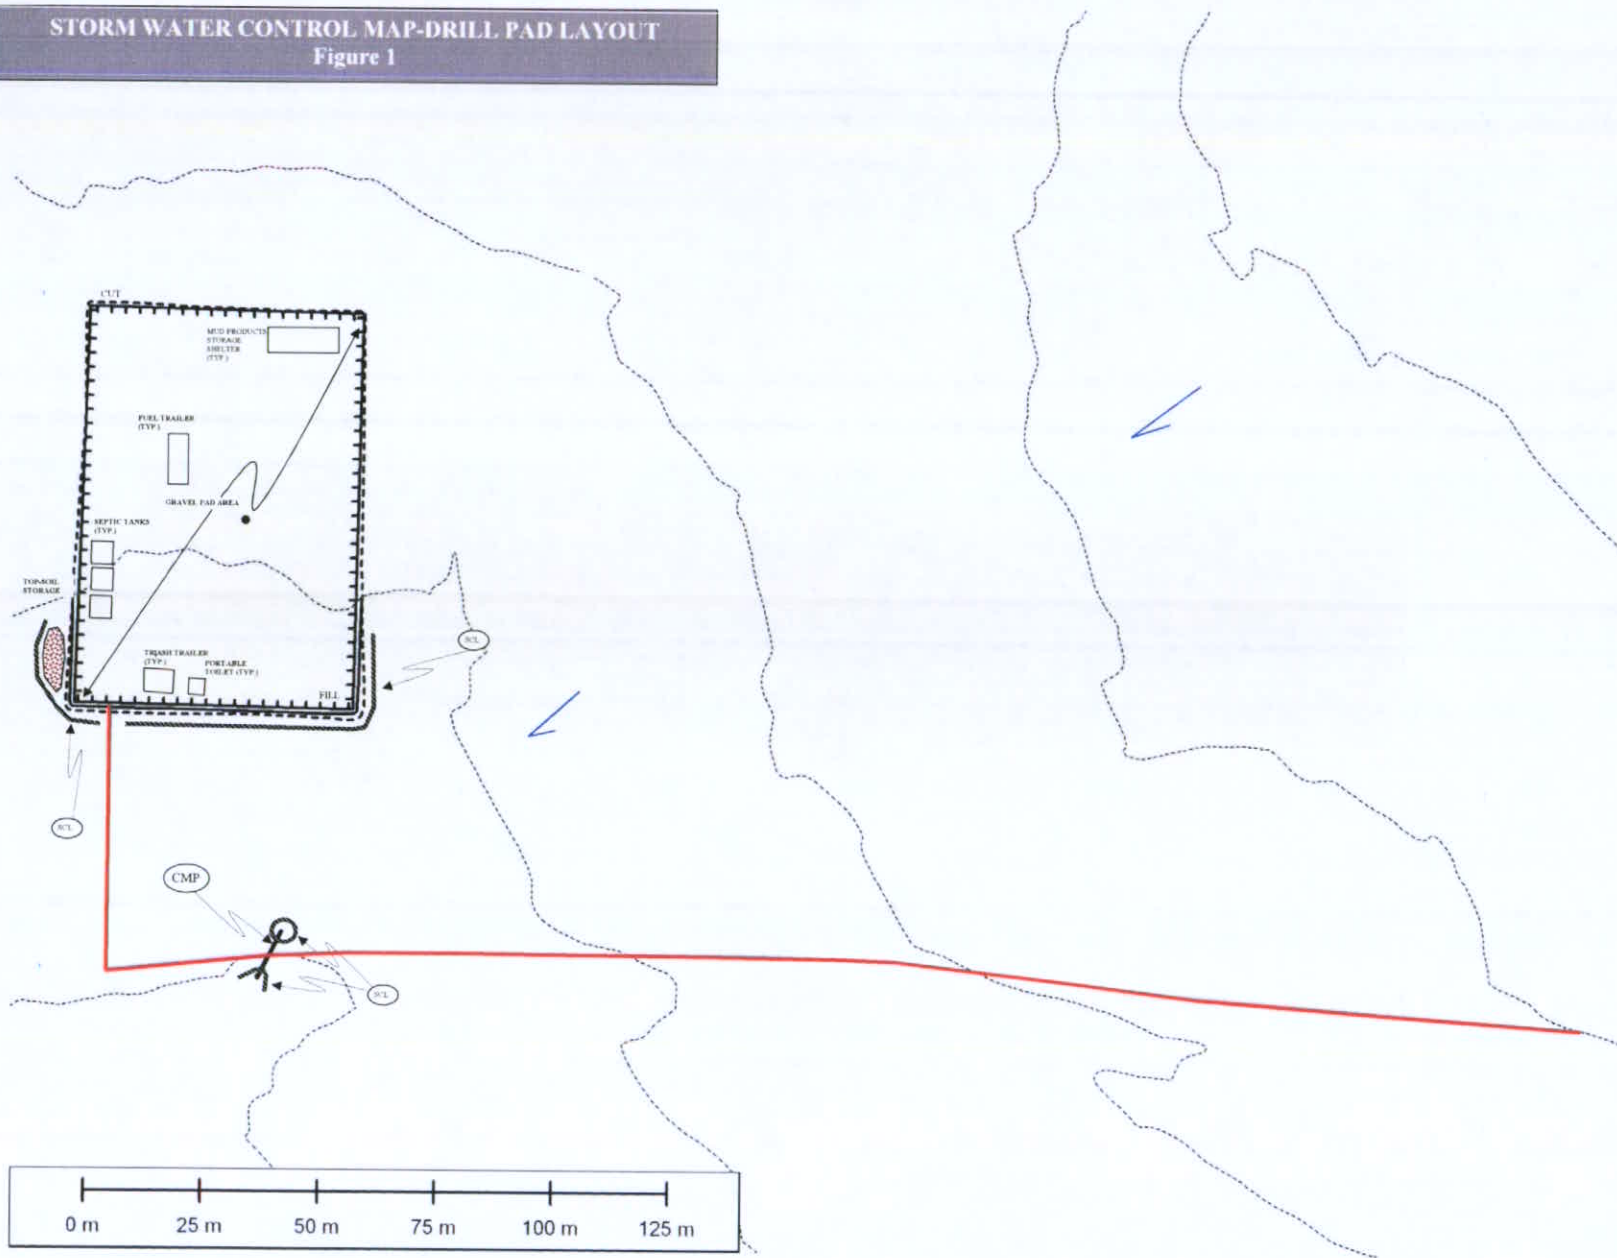 STORM WATER CONTROL MAP-DRILL PAD LAYOUT
Figure 1
CUT
MUD PRODUCTS
STORAGE
SHELTER
(TYP.)
FUEL TRAILER
(TYP.)
GRAVEL PAD AREA
SEPTIC TANKS
(TYP.)
TOPSOIL
STORAGE
SCL
TRASH TRAILER
(TYP.)
PORTABLE
TOILET (TYP.)
FILL
SCL
CMP
SCL
0 m 25 m 50 m 75 m 100 m 125 m